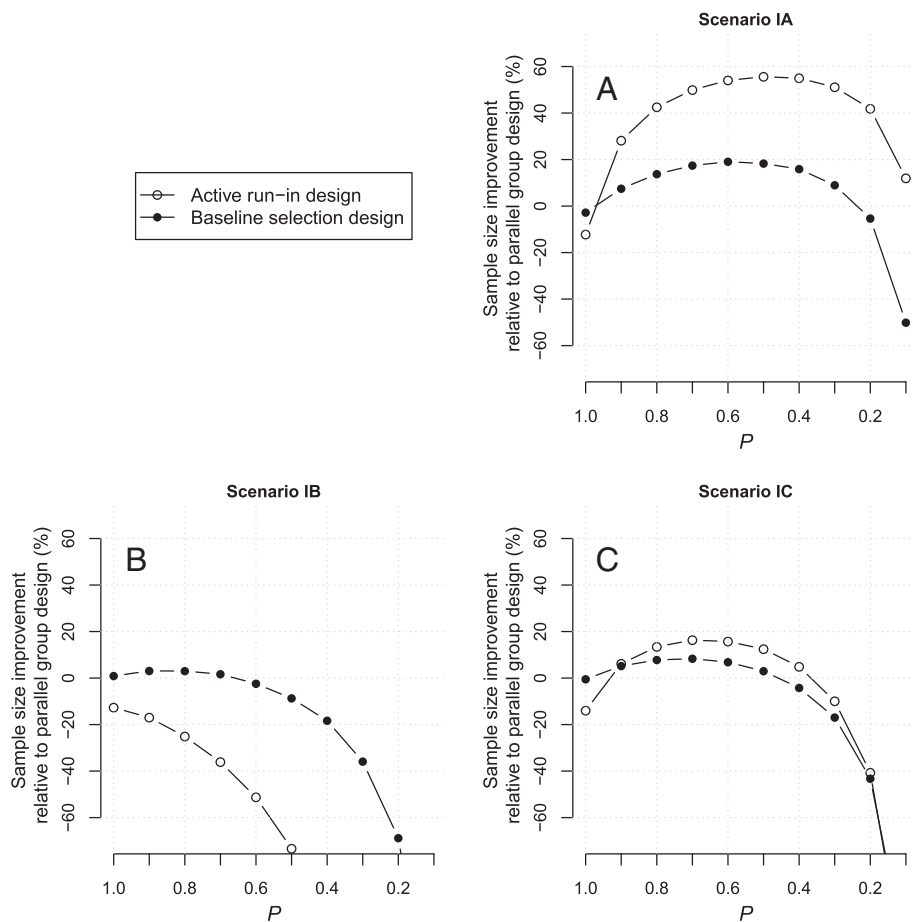 Scenario IA
Sample size improvement
relative to parallel group design (%)
60
40
20
0
−20
−40
−60
A
1.0
0.8
0.6
0.4
0.2
P
Active run−in design
Baseline selection design
Scenario IB
Sample size improvement
relative to parallel group design (%)
60
40
20
0
−20
−40
−60
B
1.0
0.8
0.6
0.4
0.2
P
Scenario IC
Sample size improvement
relative to parallel group design (%)
60
40
20
0
−20
−40
−60
C
1.0
0.8
0.6
0.4
0.2
P